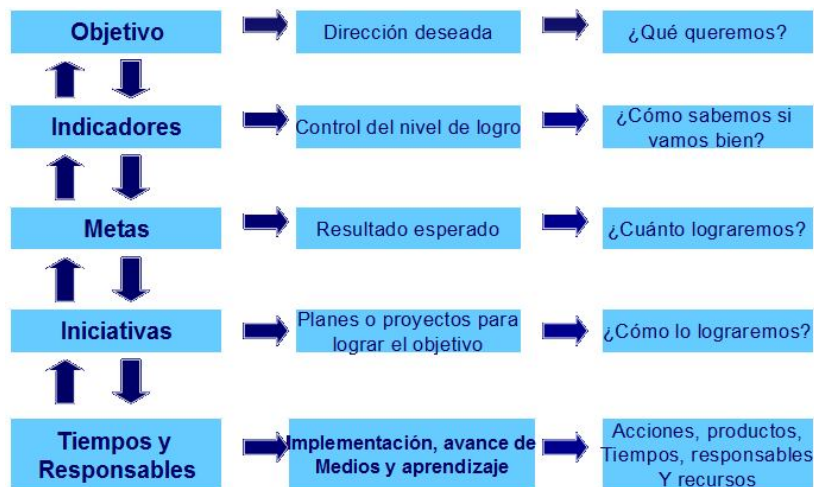 Objetivo
Dirección deseada
¿Qué queremos?
Indicadores
Control del nivel de logro
¿Cómo sabemos si
vamos bien?
Metas
Resultado esperado
¿Cuánto lograremos?
Iniciativas
Planes o proyectos para
lograr el objetivo
¿Cómo lo lograremos?
Tiempos y
Responsables
Implementación, avance de
Medios y aprendizaje
Acciones, productos,
Tiempos, responsables
Y recursos